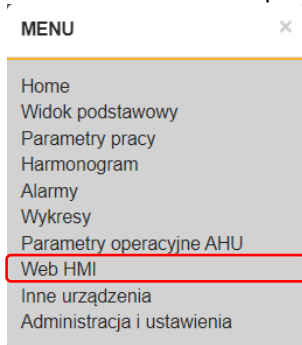 MENU ×
Home
Widok podstawowy
Parametry pracy
Harmonogram
Alarmy
Wykresy
Parametry operacyjne AHU
Web HMI
Inne urządzenia
Administracja i ustawienia